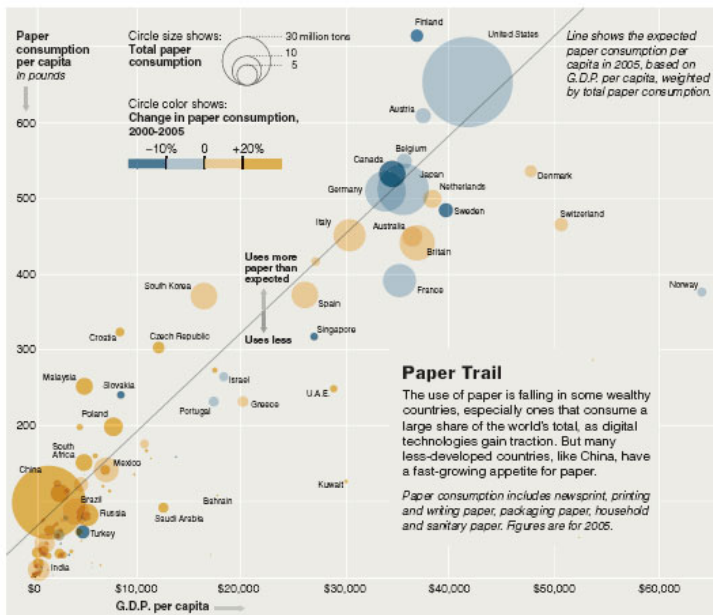 Paper
consumption
per capita
in pounds
Circle size shows:
Total paper
consumption
30 million tons
10
5
Circle color shows:
Change in paper consumption,
2000-2005
−10%
0
+20%
Line shows the expected
paper consumption per
capita in 2005, based on
G.D.P. per capita, weighted
by total paper consumption.
Finland
United States
Austria
600
Belgium
Canada
Japan
Germany
Netherlands
Denmark
500
Sweden
Switzerland
Italy
Australia
Britain
Uses more
paper than
expected
400
South Korea
France
Norway
Spain
Uses less
Singapore
Croatia
Czech Republic
300
Malaysia
Slovakia
Israel
U.A.E.
Portugal
Greece
Poland
200
South
Africa
China
Mexico
Kuwait
100
Brazil
Russia
Bahrain
Saudi Arabia
Turkey
India
Paper Trail
The use of paper is falling in some wealthy
countries, especially ones that consume a
large share of the world's total, as digital
technologies gain traction. But many
less-developed countries, like China, have
a fast-growing appetite for paper.
Paper consumption includes newsprint, printing
and writing paper, packaging paper, household
and sanitary paper. Figures are for 2005.
$0
$10,000
$20,000
$30,000
$40,000
$50,000
$60,000
G.D.P. per capita